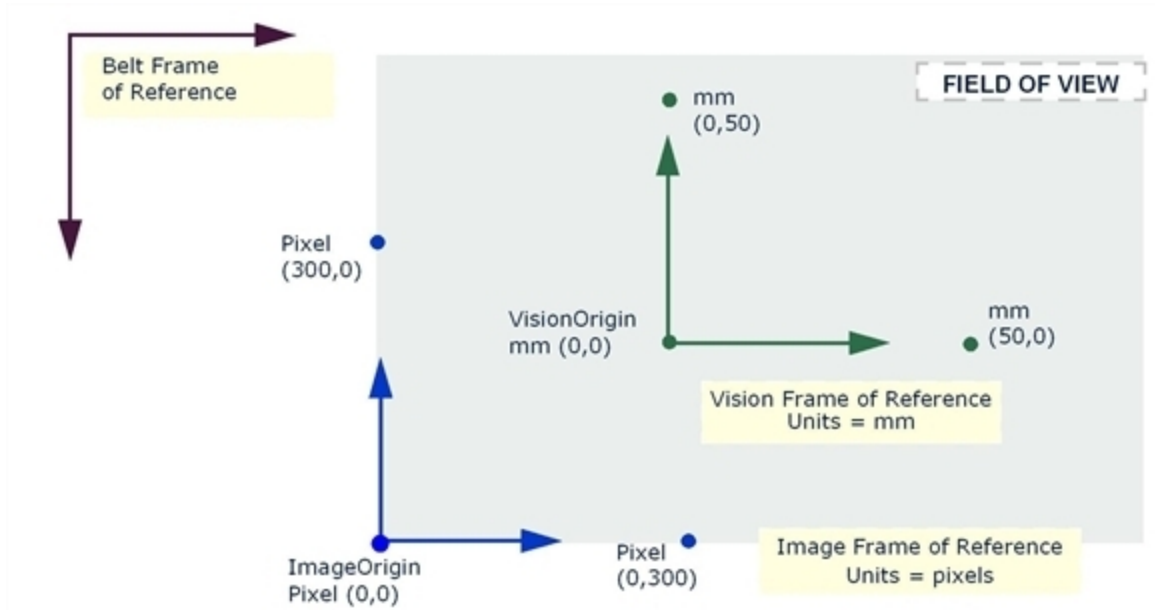 Belt Frame
of Reference
FIELD OF VIEW
mm
(0,50)
Pixel
(300,0)
VisionOrigin
mm (0,0)
mm
(50,0)
Vision Frame of Reference
Units = mm
ImageOrigin
Pixel (0,0)
Pixel
(0,300)
Image Frame of Reference
Units = pixels